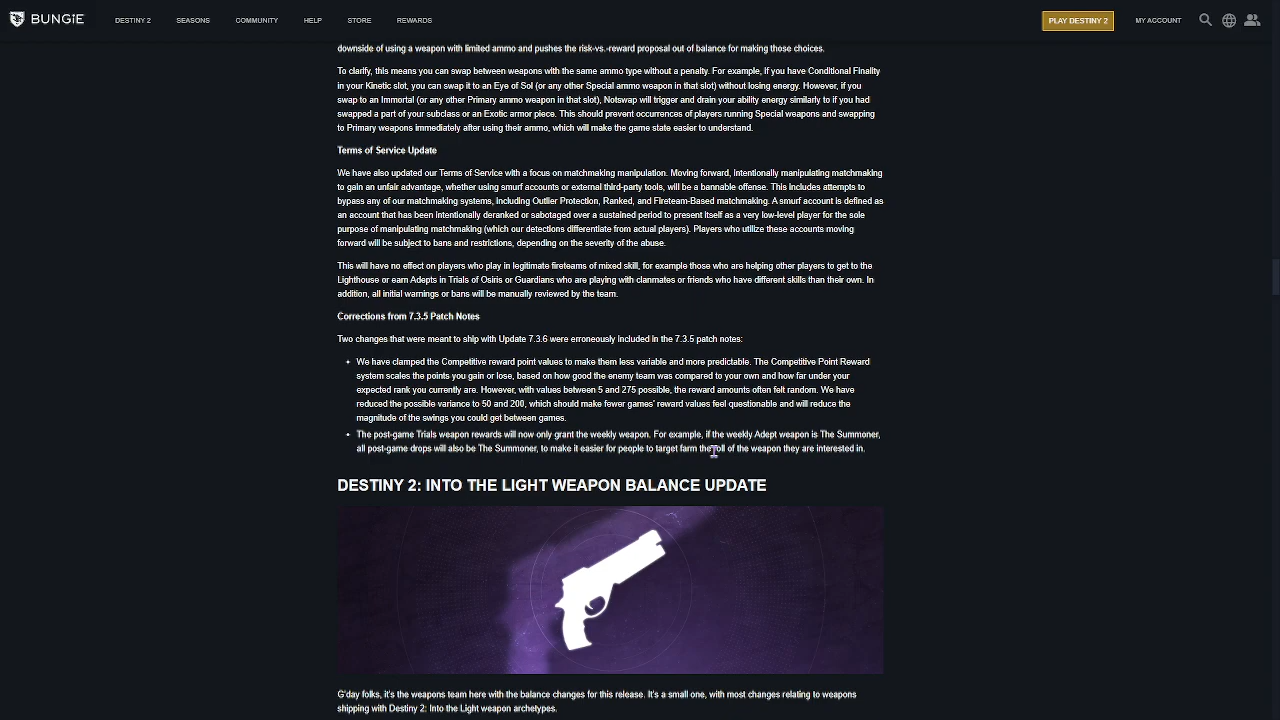 BUNGiE DESTINY 2 SEASONS COMMUNITY HELP STORE REWARDS PLAY DESTINY 2 MY ACCOUNT
downside of using a weapon with limited ammo and pushes the risk-vs.-reward proposal out of balance for making those choices.
To clarify, this means you can swap between weapons with the same ammo type without a penalty. For example, If you have Conditional Finality
in your Kinetic slot, you can swap it to an Eye of Sol (or any other Special ammo weapon in that slot) without losing energy. However, if you
swap to an Immortal (or any other Primary ammo weapon in that slot), Notswap will trigger and drain your ability energy similarly to if you had
swapped a part of your subclass or an Exotic armor piece. This should prevent occurrences of players running Special weapons and swapping
to Primary weapons immediately after using their ammo, which will make the game state easier to understand.
Terms of Service Update
We have also updated our Terms of Service with a focus on matchmaking manipulation. Moving forward, intentionally manipulating matchmaking
to gain an unfair advantage, whether using smurf accounts or external third-party tools, will be a bannable offense. This includes attempts to
bypass any of our matchmaking systems, including Outlier Protection, Ranked, and Fireteam-Based matchmaking. A smurf account is defined as
an account that has been intentionally deranked or sabotaged over a sustained period to present itself as a very low-level player for the sole
purpose of manipulating matchmaking (which our detections differentiate from actual players). Players who utilize these accounts moving
forward will be subject to bans and restrictions, depending on the severity of the abuse.
This will have no effect on players who play in legitimate fireteams of mixed skill, for example those who are helping other players to get to the
Lighthouse or earn Adepts in Trials of Osiris or Guardians who are playing with clanmates or friends who have different skills than their own. In
addition, all initial warnings or bans will be manually reviewed by the team.
Corrections from 7.3.5 Patch Notes
Two changes that were meant to ship with Update 7.3.6 were erroneously included in the 7.3.5 patch notes:
We have clamped the Competitive reward point values to make them less variable and more predictable. The Competitive Point Reward
system scales the points you gain or lose, based on how good the enemy team was compared to your own and how far under your
expected rank you currently are. However, with values between 5 and 275 possible, the reward amounts often felt random. We have
reduced the possible variance to 50 and 200, which should make fewer games' reward values feel questionable and will reduce the
magnitude of the swings you could get between games.
The post-game Trials weapon rewards will now only grant the weekly weapon. For example, if the weekly Adept weapon is The Summoner,
all post-game drops will also be The Summoner, to make it easier for people to target farm the roll of the weapon they are interested in.
DESTINY 2: INTO THE LIGHT WEAPON BALANCE UPDATE
G'day folks, it's the weapons team here with the balance changes for this release. It's a small one, with most changes relating to weapons
shipping with Destiny 2: Into the Light weapon archetypes.